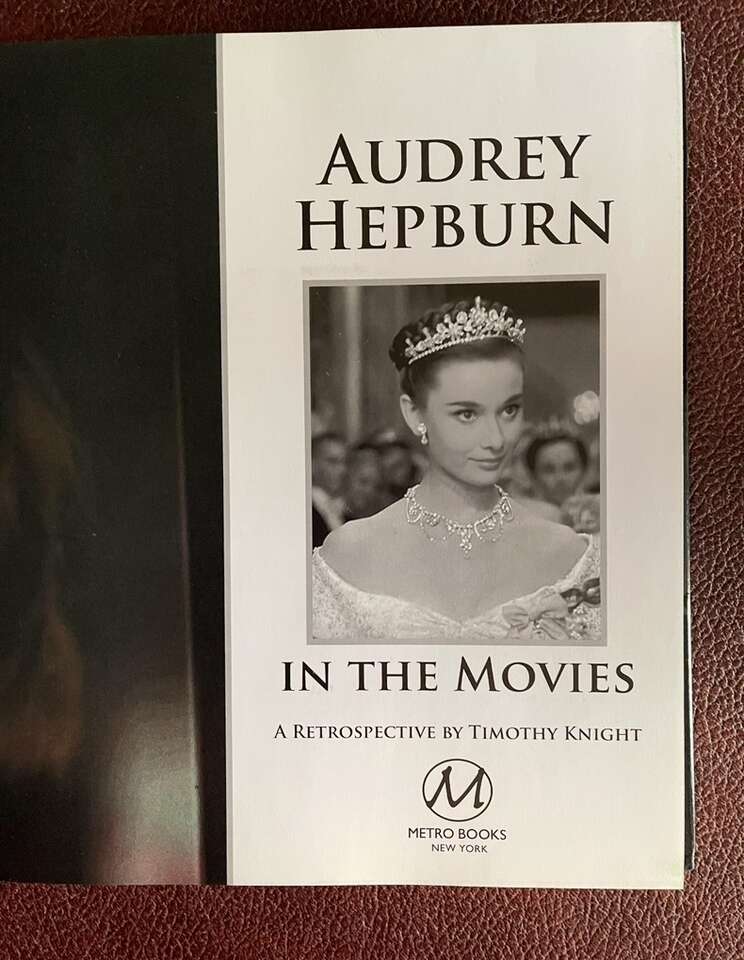 AUDREY
HEPBURN
IN THE MOVIES
A RETROSPECTIVE BY TIMOTHY KNIGHT
M
METRO BOOKS
NEW YORK